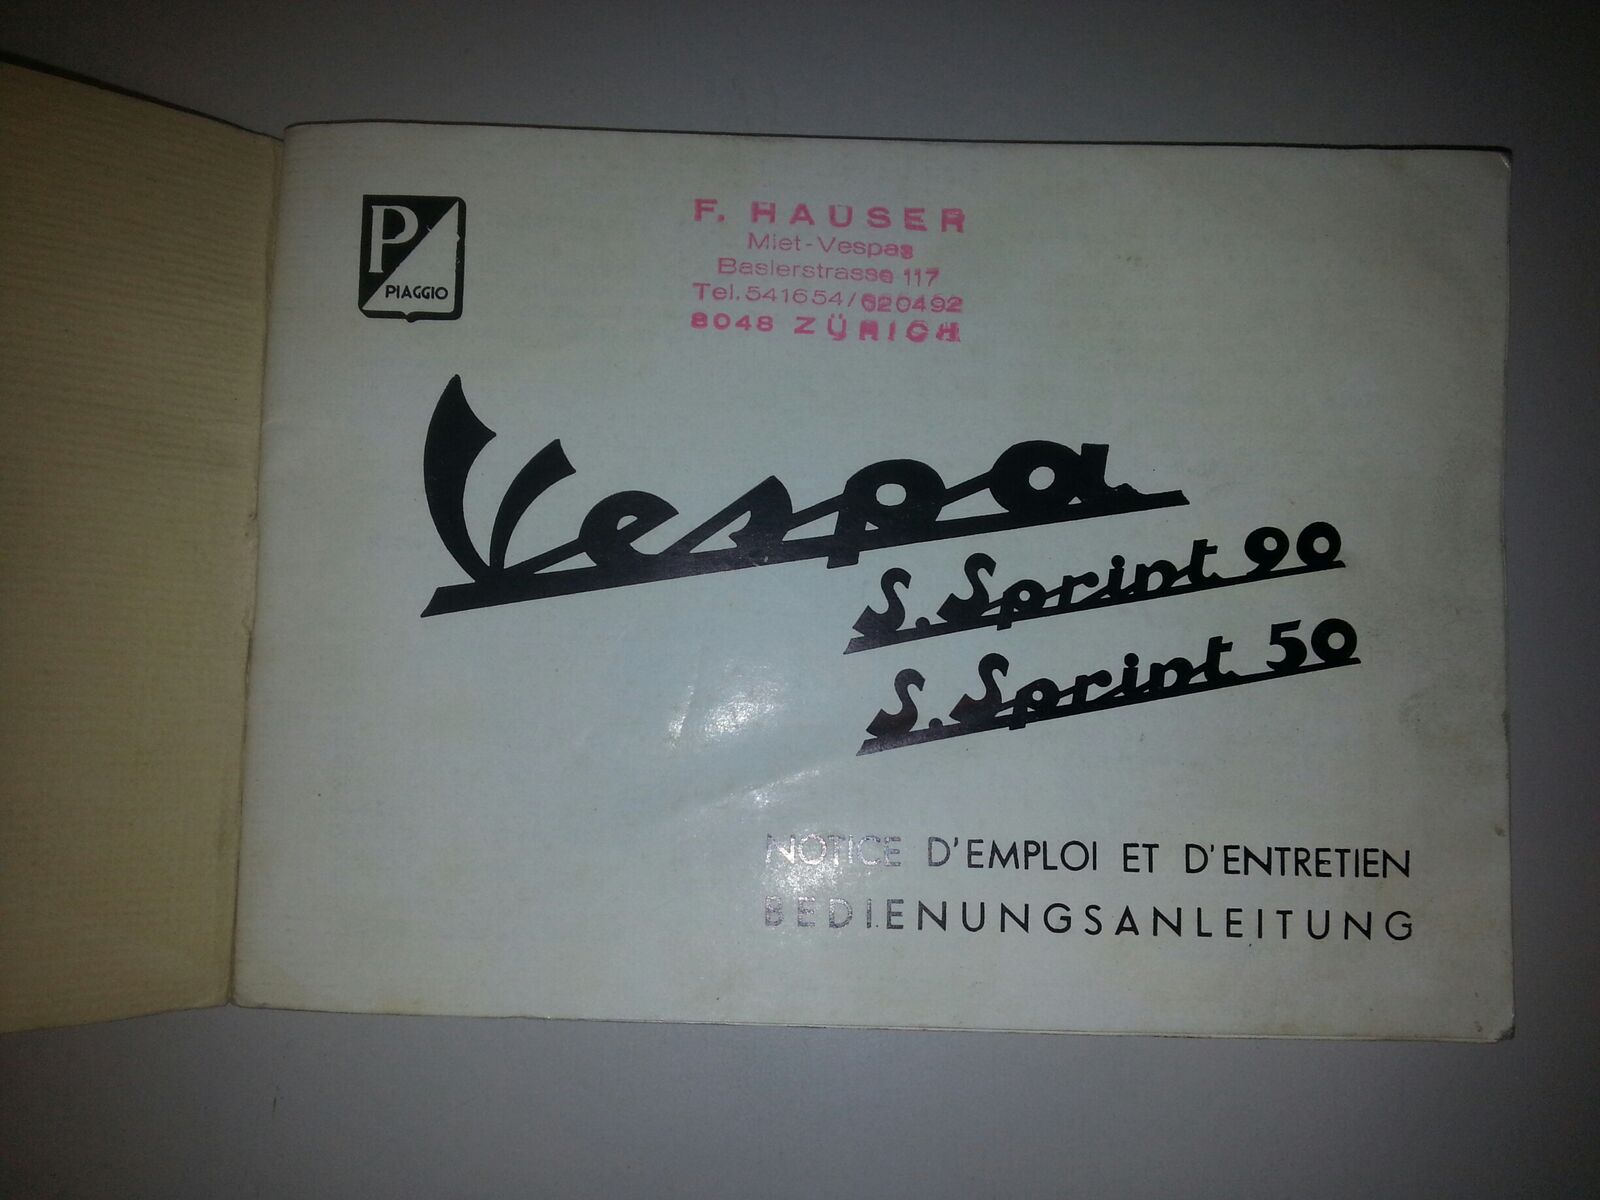 P
PIAGGIO
F. HAUSER
Miet-Vespas
Baslerstrasse 117
Tel. 541654/620492
8048 ZÜRICH
Vespa
S. Sprint 90
S. Sprint 50
NOTICE D'EMPLOI ET D'ENTRETIEN
BEDIENUNGSANLEITUNG